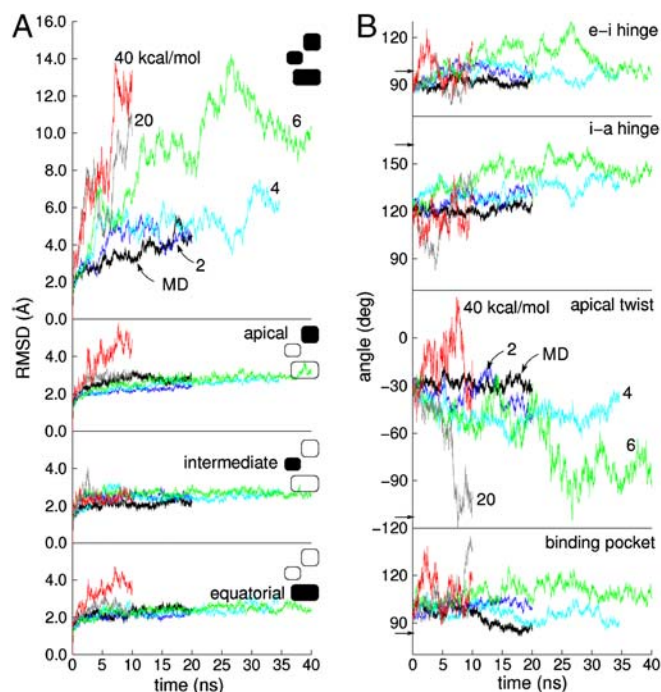 A
16.0
14.0
12.0
10.0
8.0
6.0
4.0
2.0
0.0
40 kcal/mol
20
6
4
2
MD
RMSD (Å)
apical
4.0
2.0
0.0
intermediate
4.0
2.0
0.0
equatorial
4.0
2.0
0.0
0 5 10 15 20 25 30 35 40
time (ns)
B
e-i hinge
120
90
i-a hinge
150
120
90
40 kcal/mol
apical twist
2
MD
4
6
20
angle (deg)
0
-30
-60
-90
-120
binding pocket
120
90
0 5 10 15 20 25 30 35 40
time (ns)